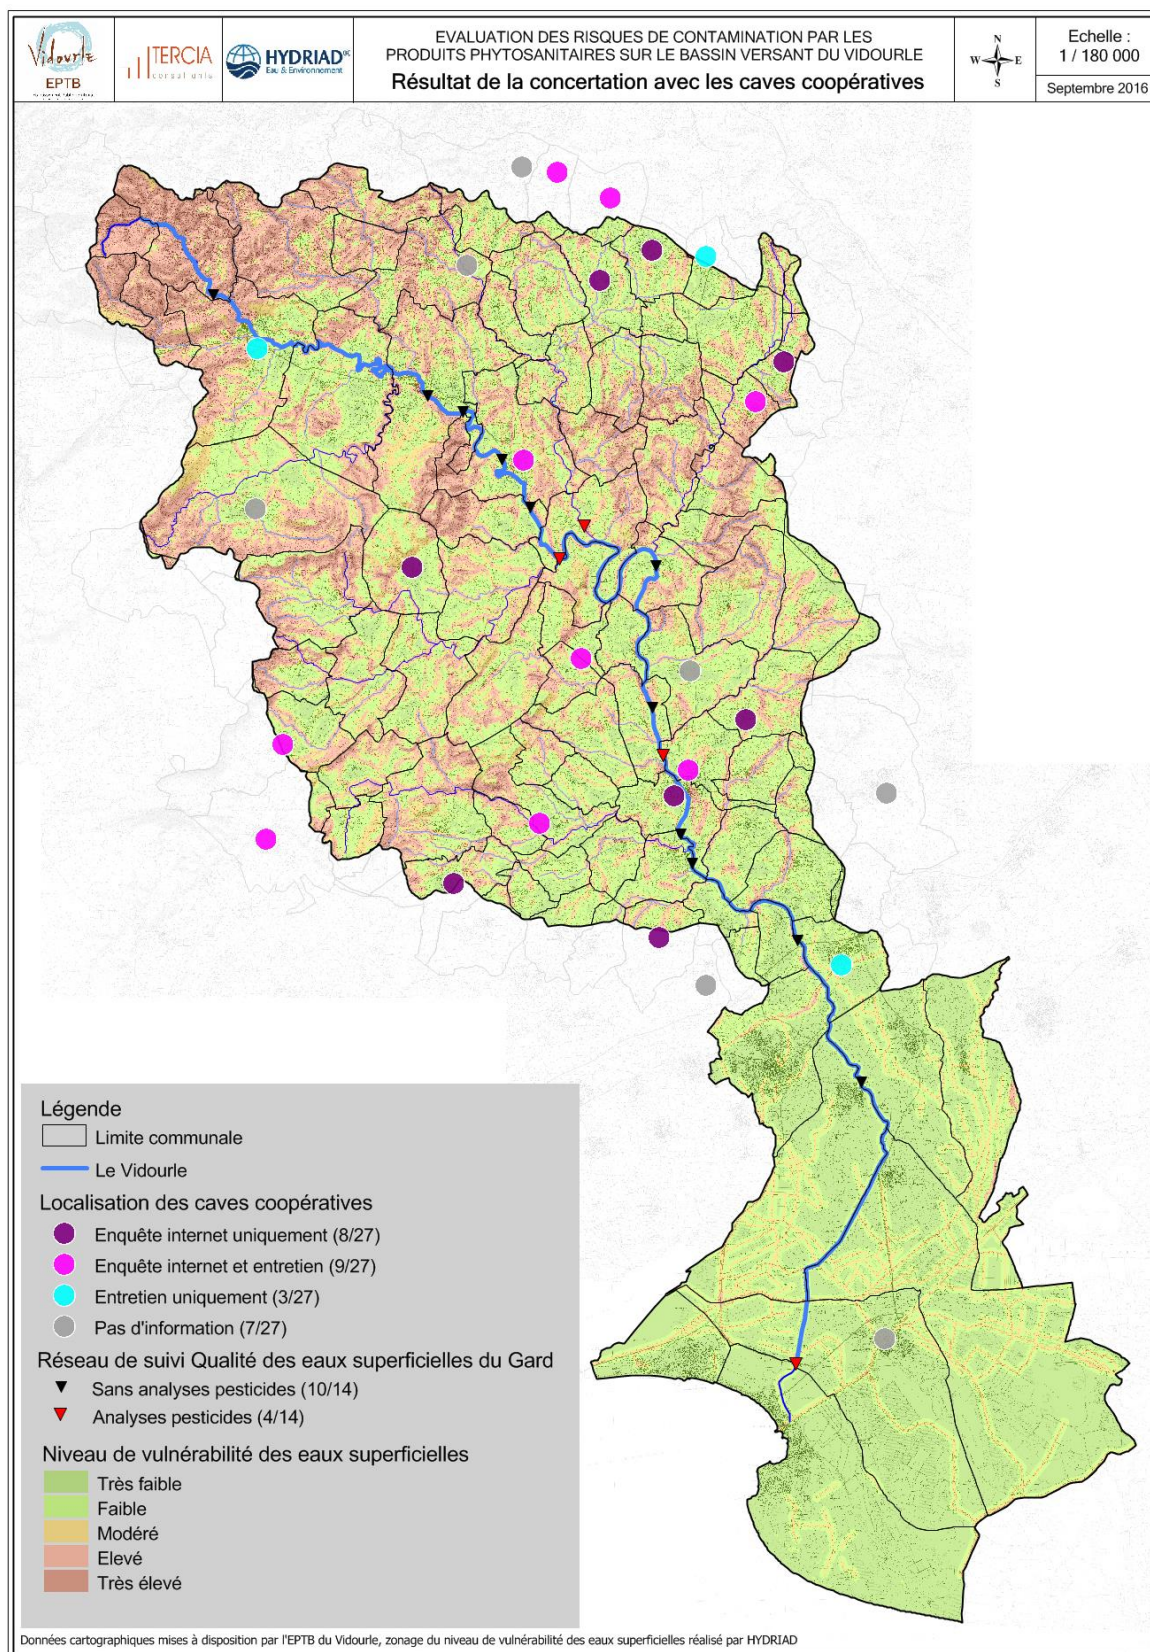 Vidourle
EPTB
TERCIA
consultants
HYDRIAD
Eau & Environnement
EVALUATION DES RISQUES DE CONTAMINATION PAR LES
PRODUITS PHYTOSANITAIRES SUR LE BASSIN VERSANT DU VIDOURLE
Résultat de la concertation avec les caves coopératives
N
W E
S
Echelle :
1 / 180 000
Septembre 2016
Légende
Limite communale
Le Vidourle
Localisation des caves coopératives
Enquête internet uniquement (8/27)
Enquête internet et entretien (9/27)
Entretien uniquement (3/27)
Pas d'information (7/27)
Réseau de suivi Qualité des eaux superficielles du Gard
Sans analyses pesticides (10/14)
Analyses pesticides (4/14)
Niveau de vulnérabilité des eaux superficielles
Très faible
Faible
Modéré
Elevé
Très élevé
Données cartographiques mises à disposition par l'EPTB du Vidourle, zonage du niveau de vulnérabilité des eaux superficielles réalisé par HYDRIAD